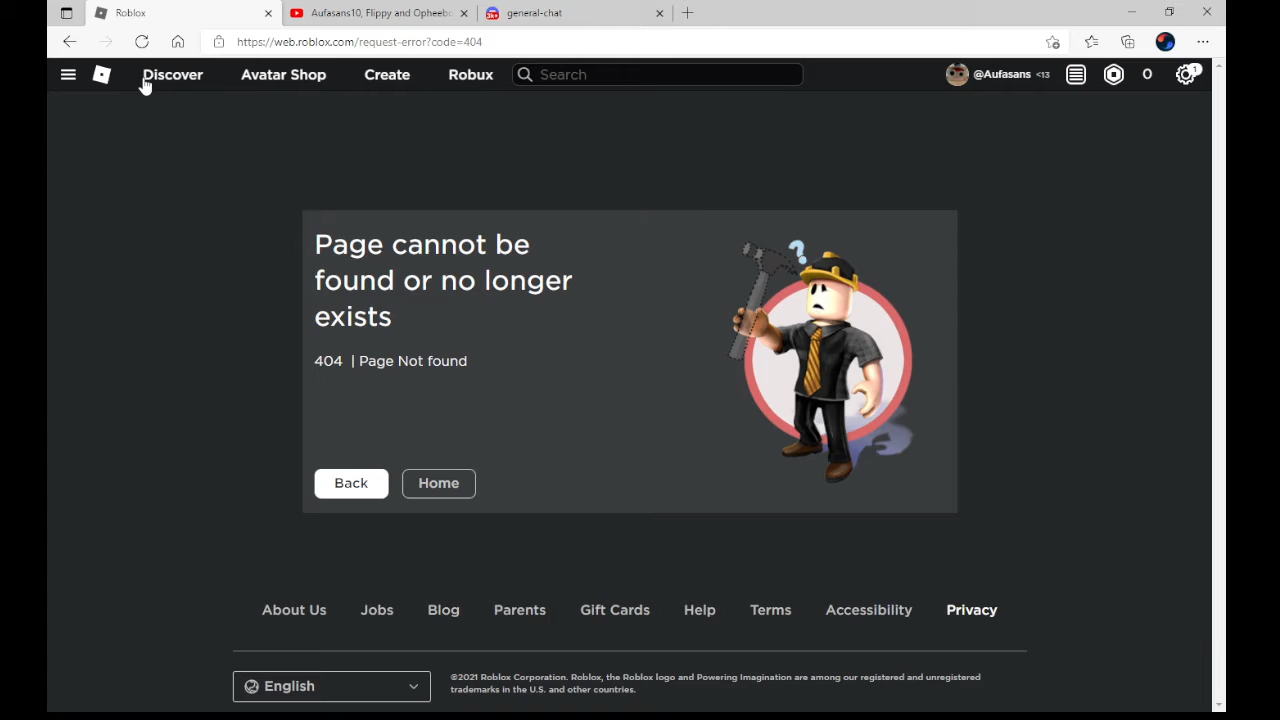 Roblox
Aufasans10, Flippy and Opheebo
general-chat
https://web.roblox.com/request-error?code=404
Discover
Avatar Shop
Create
Robux
Search
@Aufasans <13
0
1
Page cannot be
found or no longer
exists
404 | Page Not found
?
Back
Home
About Us
Jobs
Blog
Parents
Gift Cards
Help
Terms
Accessibility
Privacy
English
©2021 Roblox Corporation. Roblox, the Roblox logo and Powering Imagination are among our registered and unregistered
trademarks in the U.S. and other countries.